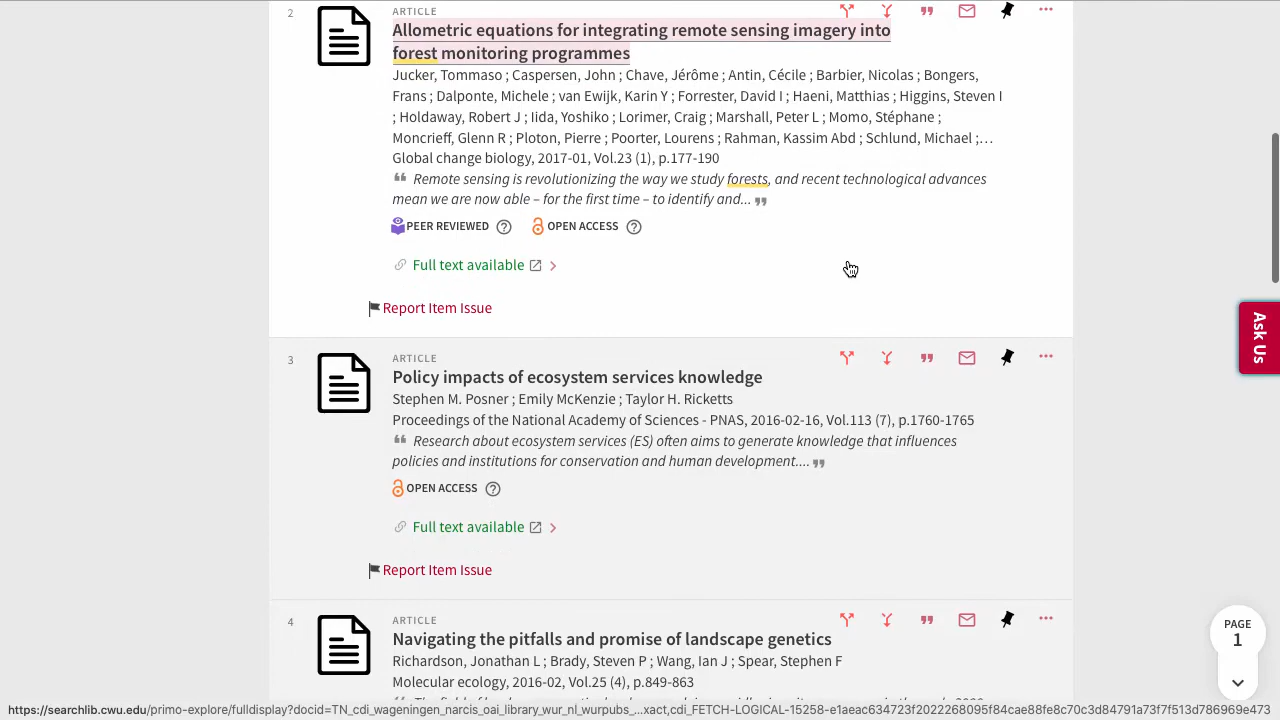 2
ARTICLE
Allometric equations for integrating remote sensing imagery into
forest monitoring programmes
Jucker, Tommaso ; Caspersen, John ; Chave, Jérôme ; Antin, Cécile ; Barbier, Nicolas ; Bongers,
Frans ; Dalponte, Michele ; van Ewijk, Karin Y ; Forrester, David I ; Haeni, Matthias ; Higgins, Steven I
; Holdaway, Robert J ; Iida, Yoshiko ; Lorimer, Craig ; Marshall, Peter L ; Momo, Stéphane ;
Moncrieff, Glenn R ; Ploton, Pierre ; Poorter, Lourens ; Rahman, Kassim Abd ; Schlund, Michael ;…
Global change biology, 2017-01, Vol.23 (1), p.177-190
❝ Remote sensing is revolutionizing the way we study forests, and recent technological advances
mean we are now able – for the first time – to identify and... ❞
PEER REVIEWED ? OPEN ACCESS ?
Full text available
Report Item Issue
Ask Us
3
ARTICLE
Policy impacts of ecosystem services knowledge
Stephen M. Posner ; Emily McKenzie ; Taylor H. Ricketts
Proceedings of the National Academy of Sciences - PNAS, 2016-02-16, Vol.113 (7), p.1760-1765
❝ Research about ecosystem services (ES) often aims to generate knowledge that influences
policies and institutions for conservation and human development.... ❞
OPEN ACCESS ?
Full text available
Report Item Issue
4
ARTICLE
Navigating the pitfalls and promise of landscape genetics
Richardson, Jonathan L ; Brady, Steven P ; Wang, Ian J ; Spear, Stephen F
Molecular ecology, 2016-02, Vol.25 (4), p.849-863
PAGE
1
https://searchlib.cwu.edu/primo-explore/fulldisplay?docid=TN_cdi_wageningen_narcis_oai_library_wur_nl_wurpubs_...xact,cdi_FETCH-LOGICAL-15258-e1aeac634723f2022268095f84cae88fe8c70c3d84791a73f7f513d786969e473